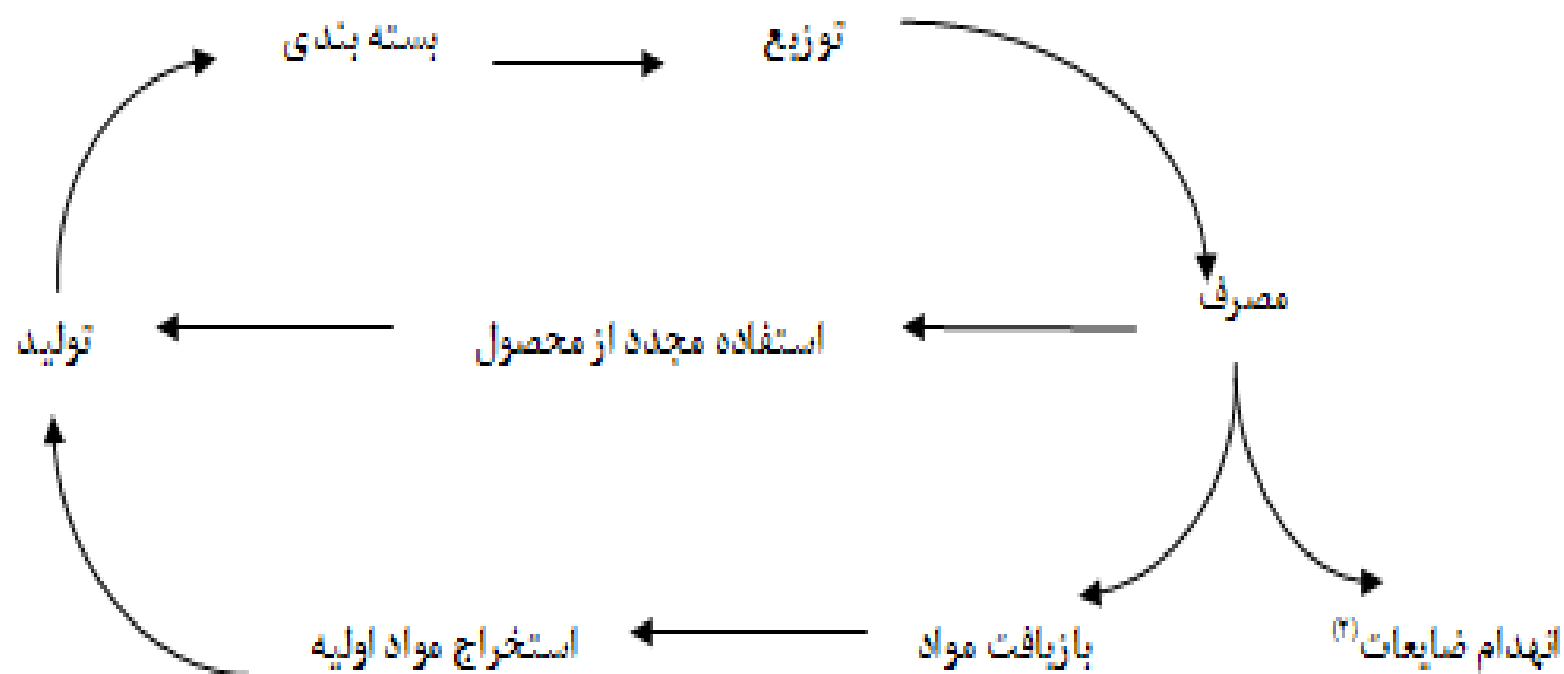 بسته بندی
توزیع
مصرف
استفاده مجدد از محصول
تولید
انهدام ضایعات(۲)
بازیافت مواد
استخراج مواد اولیه